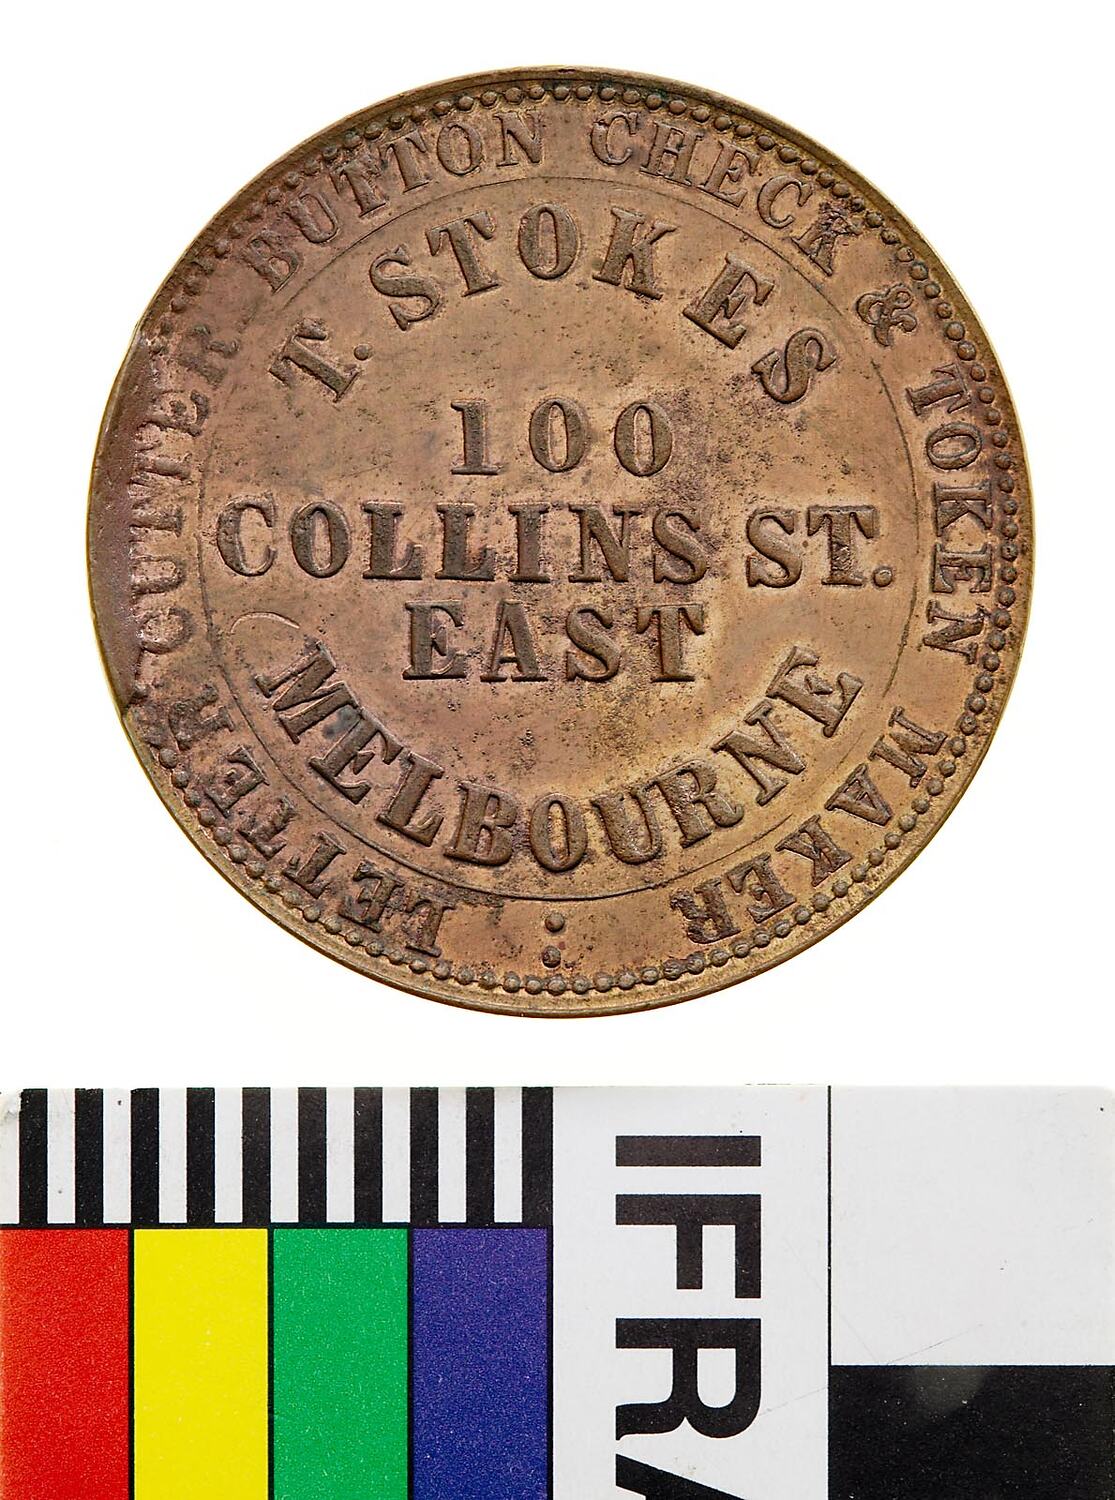 T. STOKES
100
COLLINS ST.
EAST
MELBOURNE
LETTER CUTTER BUTTON CHECK & TOKEN MAKER :
IFRA